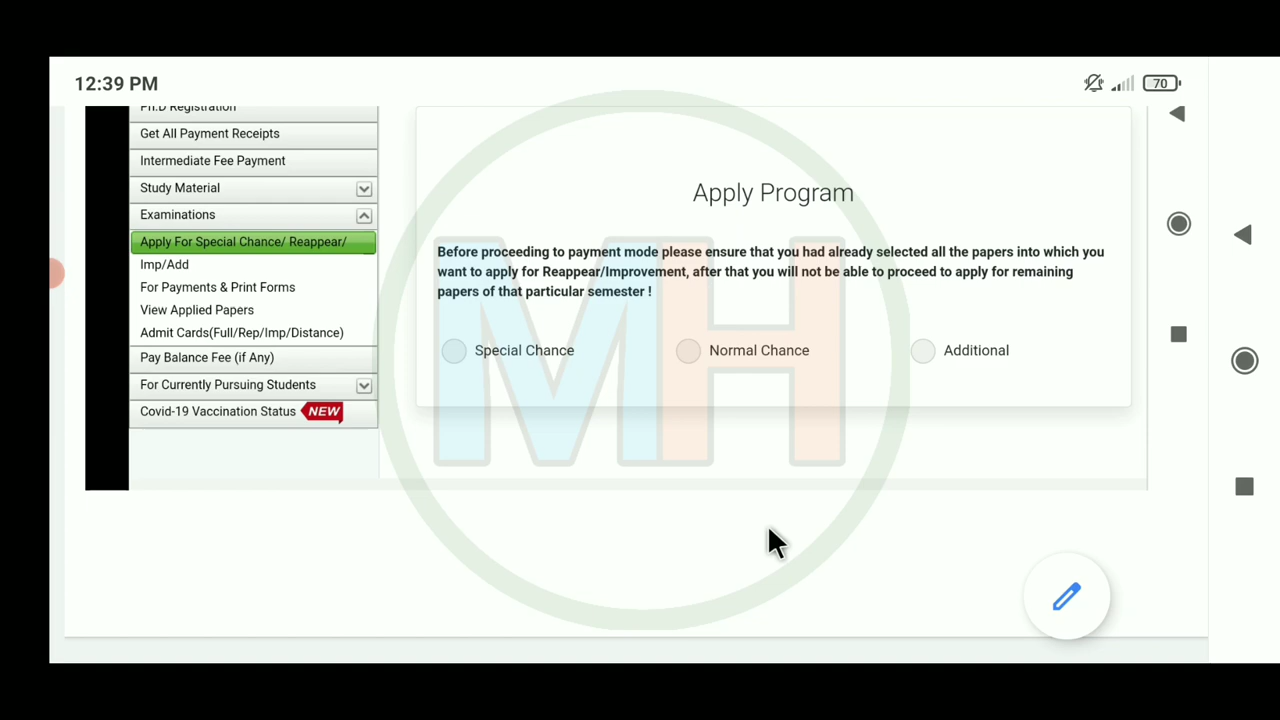 12:39 PM
70
Ph.D Registration
Get All Payment Receipts
Intermediate Fee Payment
Study Material
Examinations
Apply For Special Chance/ Reappear/
Imp/Add
For Payments & Print Forms
View Applied Papers
Admit Cards(Full/Rep/Imp/Distance)
Pay Balance Fee (if Any)
For Currently Pursuing Students
Covid-19 Vaccination Status NEW
Apply Program
Before proceeding to payment mode please ensure that you had already selected all the papers into which you
want to apply for Reappear/Improvement, after that you will not be able to proceed to apply for remaining
papers of that particular semester !
Special Chance
Normal Chance
Additional
MH